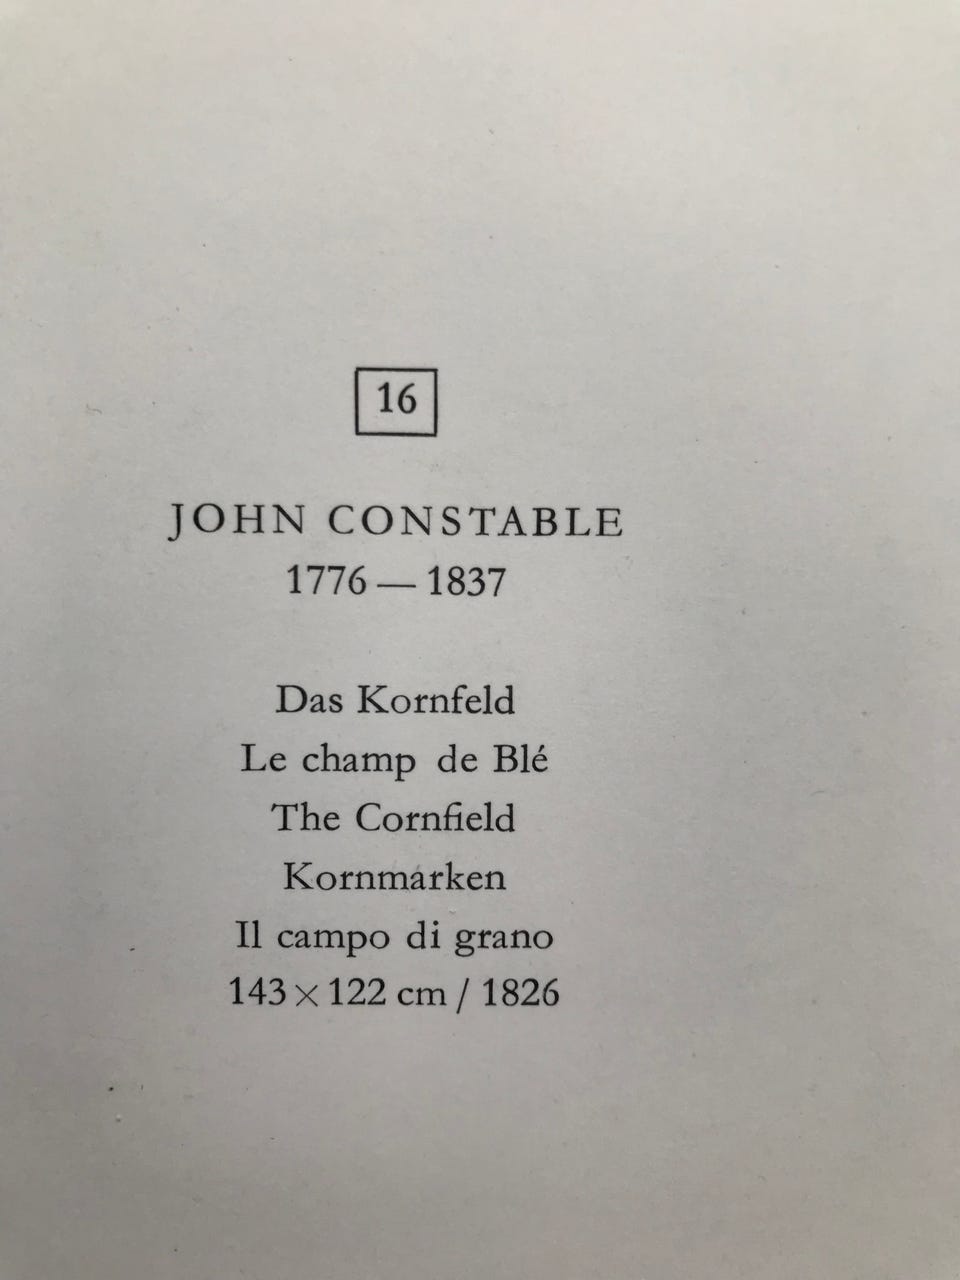 16
JOHN CONSTABLE
1776 — 1837
Das Kornfeld
Le champ de Blé
The Cornfield
Kornmarken
Il campo di grano
143 × 122 cm / 1826